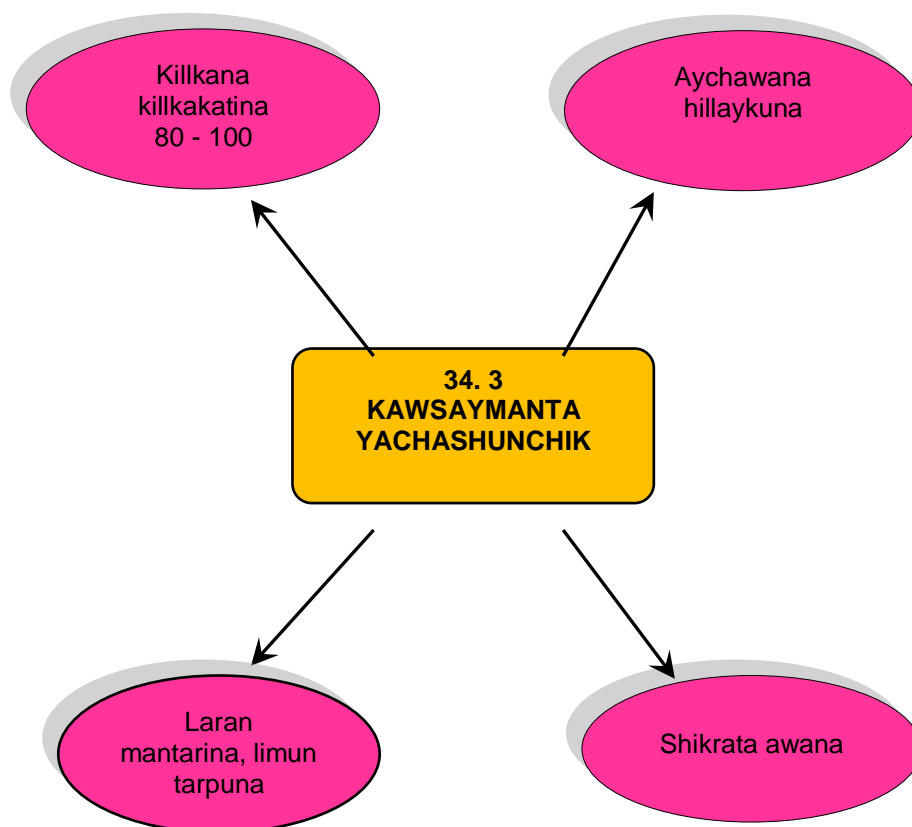 Killkana
killkakatina
80 - 100
Aychawana
hillaykuna
34. 3
KAWSAYMANTA
YACHASHUNCHIK
Laran
mantarina, limun
tarpuna
Shikrata awana